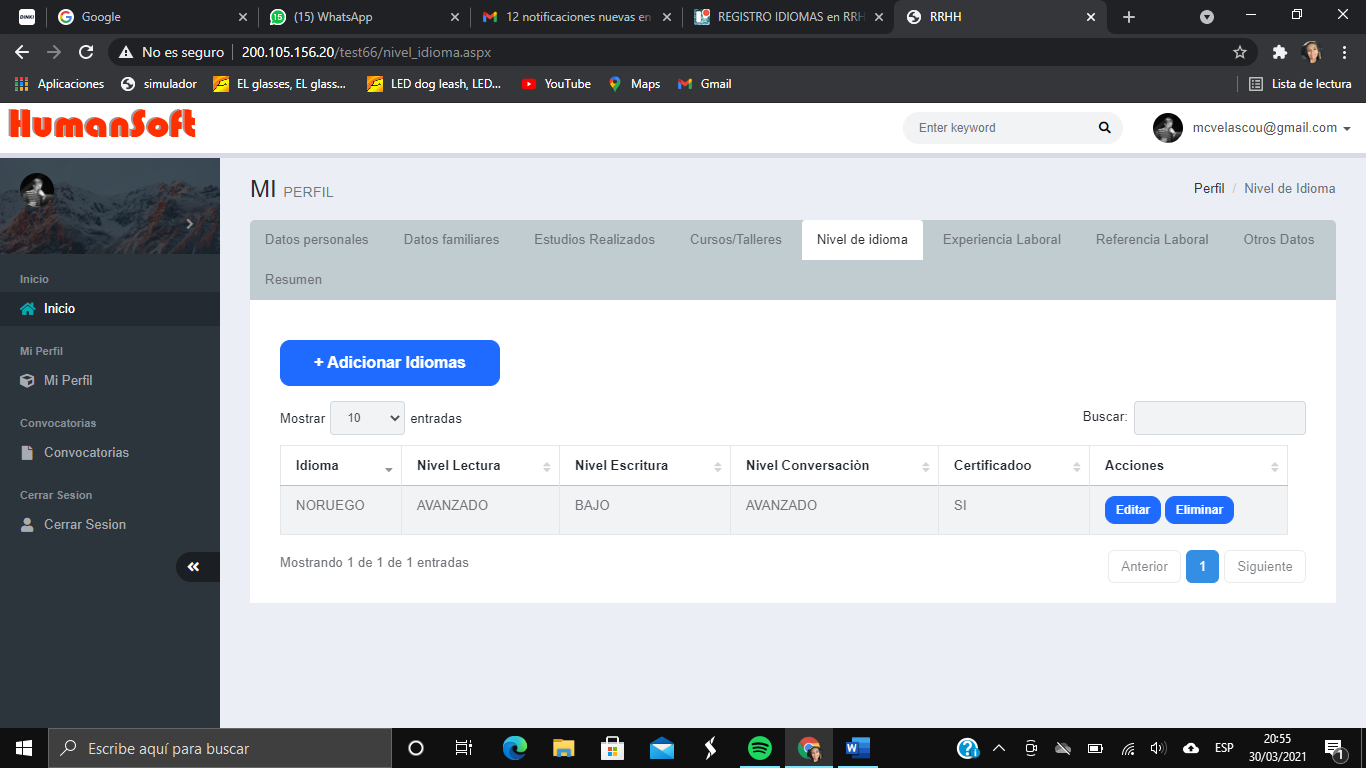 DINKI
Google
(15) WhatsApp
12 notificaciones nuevas en
REGISTRO IDIOMAS en RRH
RRHH
No es seguro
200.105.156.20/test66/nivel_idioma.aspx
Aplicaciones
simulador
EL glasses, EL glass...
LED dog leash, LED...
YouTube
Maps
Gmail
Lista de lectura
HumanSoft
Enter keyword
mcvelascou@gmail.com
MI PERFIL
Perfil / Nivel de Idioma
Datos personales
Datos familiares
Estudios Realizados
Cursos/Talleres
Nivel de idioma
Experiencia Laboral
Referencia Laboral
Otros Datos
Resumen
Inicio
Inicio
Mi Perfil
Mi Perfil
Convocatorias
Convocatorias
Cerrar Sesion
Cerrar Sesion
+ Adicionar Idiomas
Mostrar 10 entradas
Buscar:
Idioma Nivel Lectura Nivel Escritura Nivel Conversaciòn Certificadoo Acciones
NORUEGO AVANZADO BAJO AVANZADO SI Editar Eliminar
Mostrando 1 de 1 de 1 entradas
Anterior 1 Siguiente
Escribe aquí para buscar
ESP
20:55
30/03/2021
1